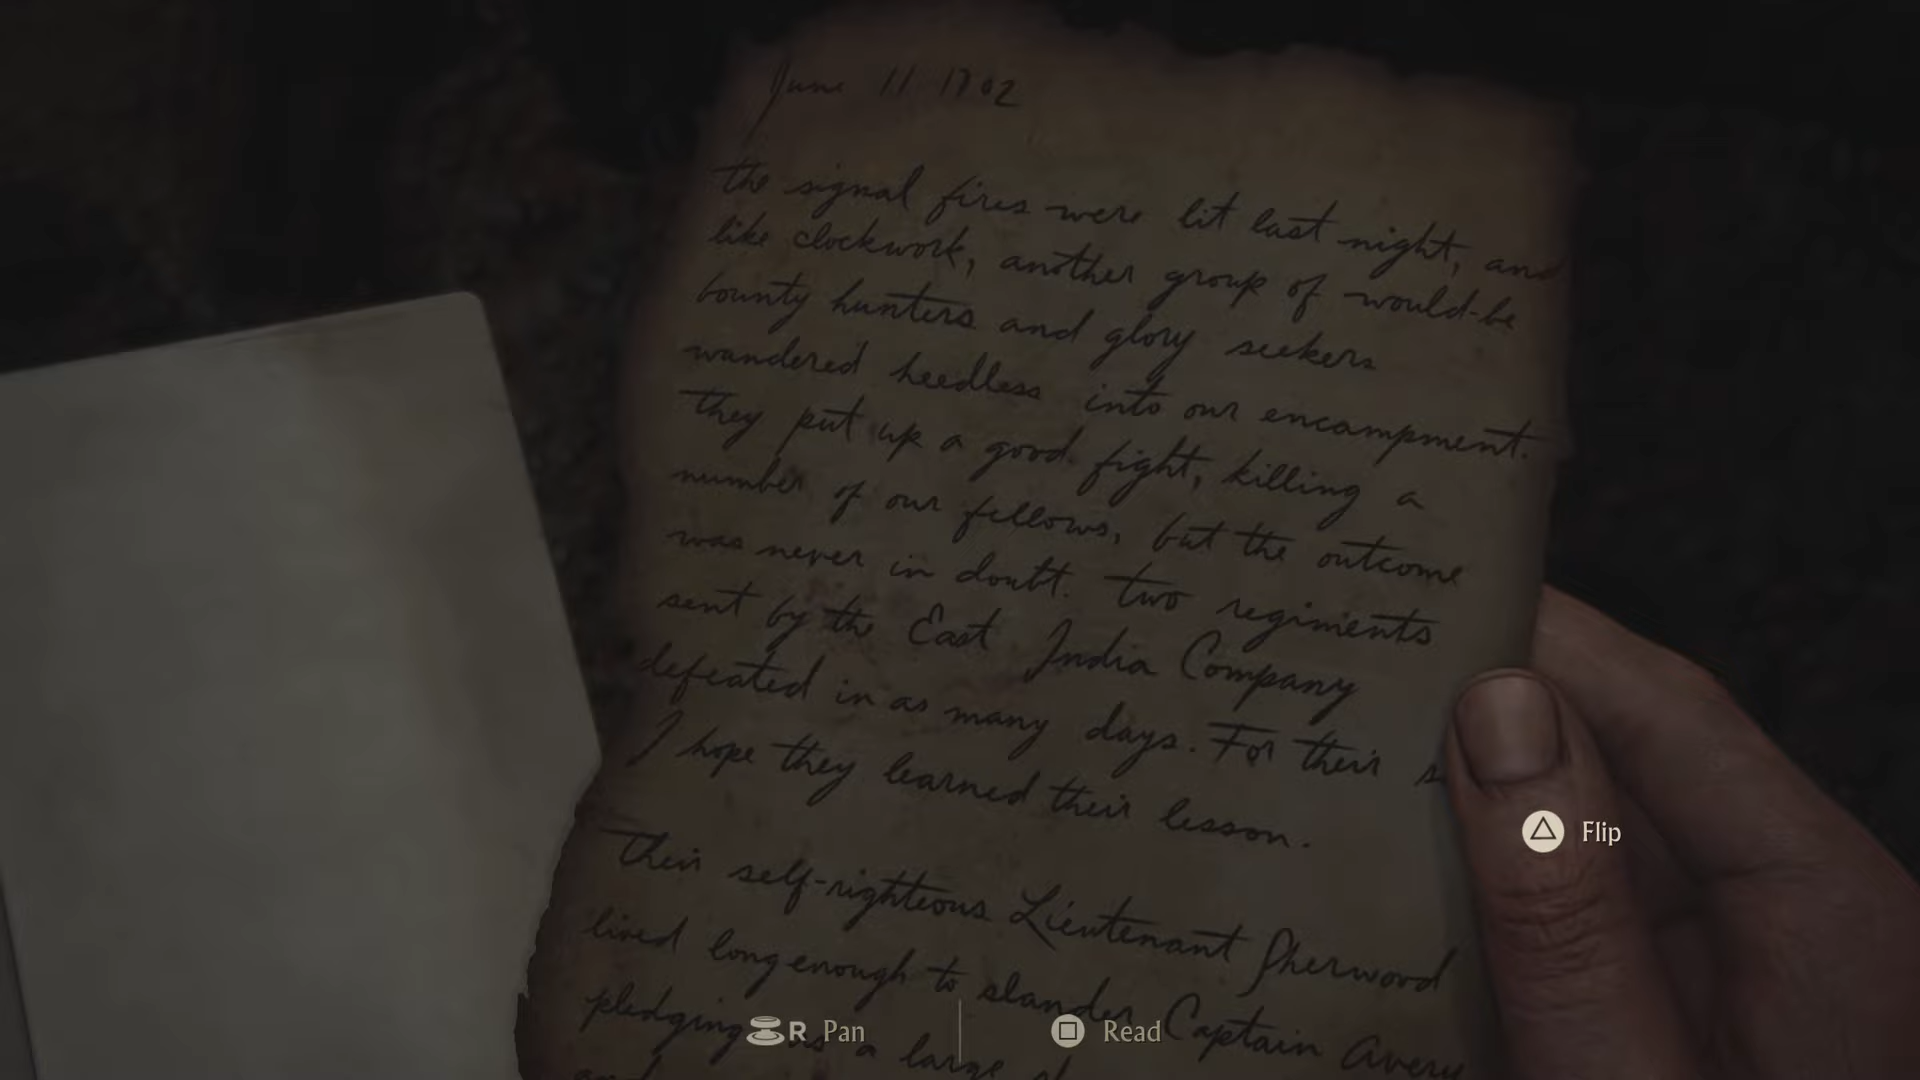 June 11 1702
the signal fires were lit last night, and
like clockwork, another group of would-be
bounty hunters and glory seekers
wandered heedless into our encampment.
they put up a good fight, killing a
number of our fellows, but the outcome
was never in doubt. two regiments
sent by the East India Company
defeated in as many days. For their
I hope they learned their lesson.
Their self-righteous Lieutenant Sherwood
lived long enough to slander Captain Avery
pledging us a large
R Pan
Read
Flip